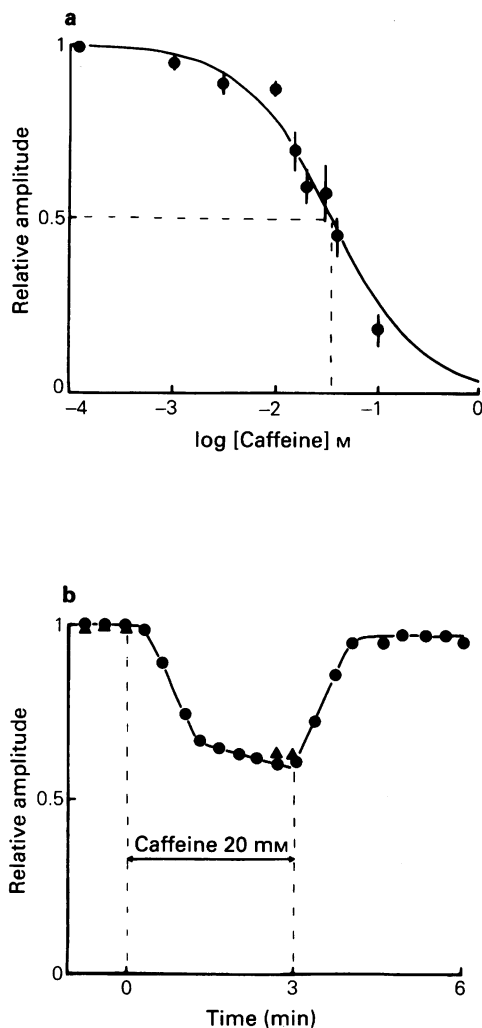 a
1
Relative amplitude
0.5
0
−4 −3 −2 −1 0
log [Caffeine] M
b
1
Relative amplitude
0.5
Caffeine 20 mM
0
0 3 6
Time (min)